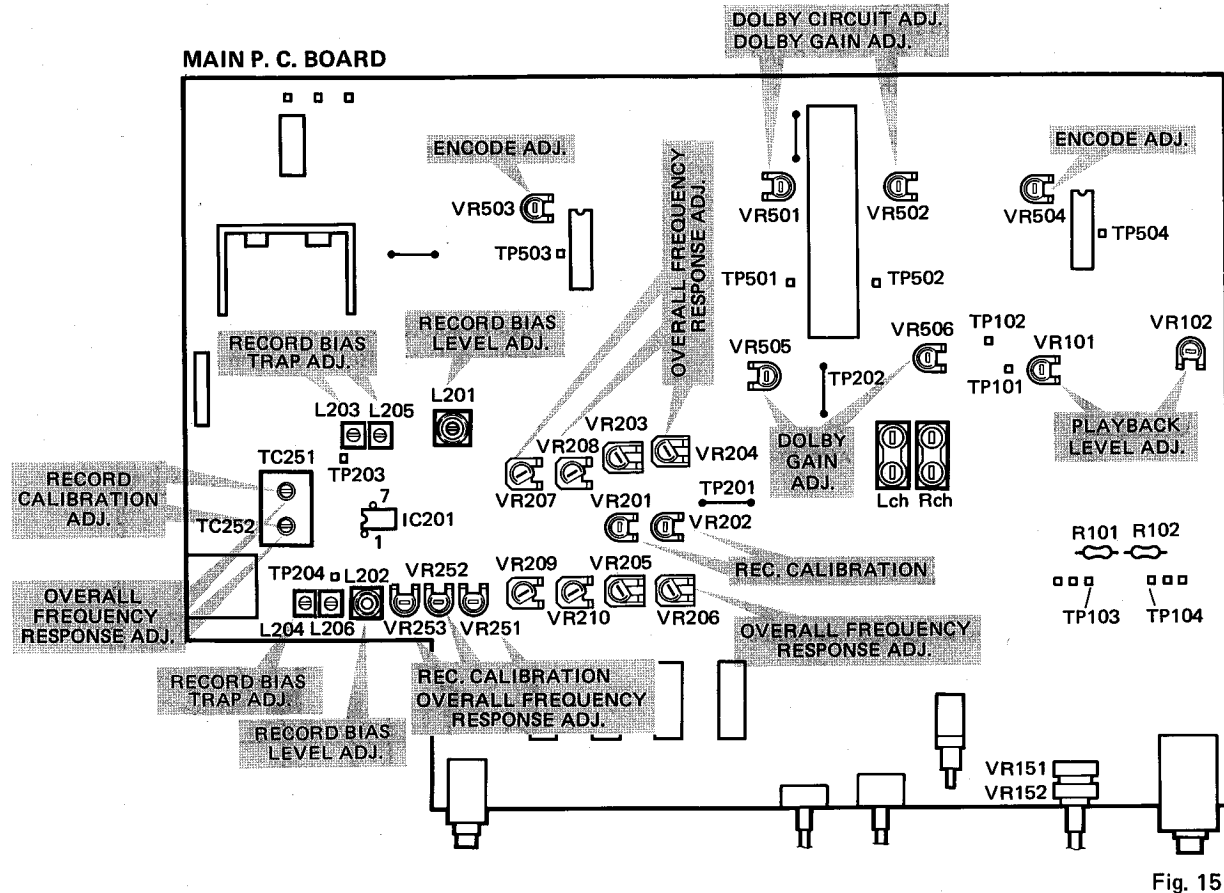 DOLBY CIRCUIT ADJ.
DOLBY GAIN ADJ.
MAIN P. C. BOARD
ENCODE ADJ.
OVERALL FREQUENCY
RESPONSE ADJ.
ENCODE ADJ.
VR503
VR501
VR502
VR504
TP503
TP504
TP501
TP502
RECORD BIAS
LEVEL ADJ.
RECORD BIAS
TRAP ADJ.
VR505
VR506
TP102
TP101
VR101
VR102
TP202
L203
L205
L201
VR203
VR208
VR204
VR207
DOLBY
GAIN
ADJ.
PLAYBACK
LEVEL ADJ.
TC251
TP203
RECORD
CALIBRATION
ADJ.
TC252
7
IC201
1
VR201
TP201
VR202
Lch
Rch
R101
R102
REC. CALIBRATION
TP204
L202
VR252
VR209
VR205
OVERALL
FREQUENCY
RESPONSE ADJ.
L204
L206
VR253
VR251
VR210
VR206
TP103
TP104
OVERALL FREQUENCY
RESPONSE ADJ.
RECORD BIAS
TRAP ADJ.
REC. CALIBRATION
OVERALL FREQUENCY
RESPONSE ADJ.
RECORD BIAS
LEVEL ADJ.
VR151
VR152
Fig. 15